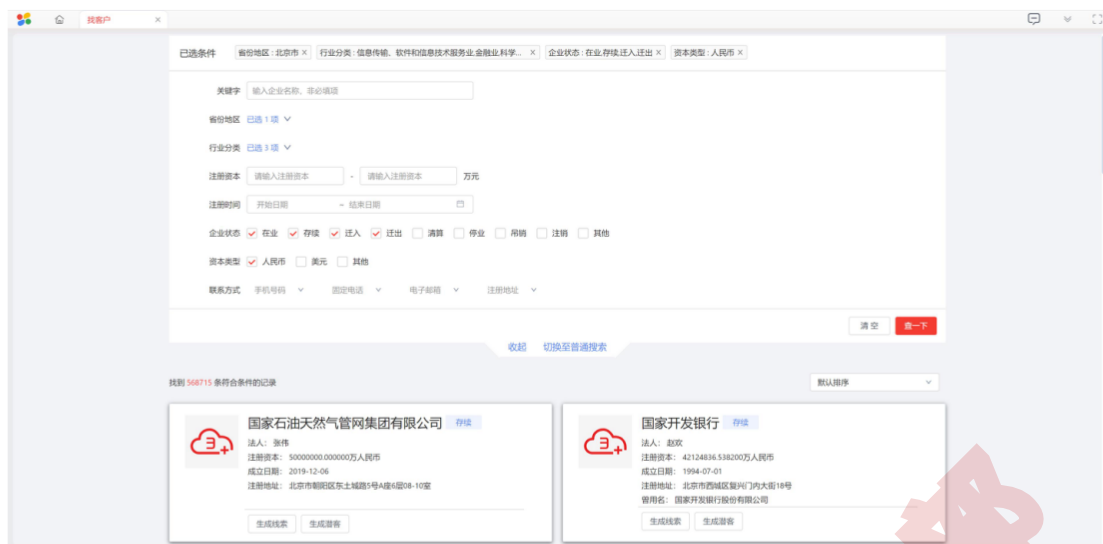 找客户 ×
已选条件 省份地区 : 北京市 × 行业分类 : 信息传输、软件和信息技术服务业,金融业,科学... × 企业状态 : 在业,存续,迁入,迁出 × 资本类型 : 人民币 ×
关键字 输入企业名称、非必填项
省份地区 已选 1 项
行业分类 已选 3 项
注册资本 请输入注册资本 - 请输入注册资本 万元
注册时间 开始日期 ~ 结束日期
企业状态 在业 存续 迁入 迁出 清算 停业 吊销 注销 其他
资本类型 人民币 美元 其他
联系方式 手机号码 固定电话 电子邮箱 注册地址
清 空 查一下
收起 切换至普通搜索
找到 568715 条符合条件的记录 默认排序
国家石油天然气管网集团有限公司 存续
法人: 张伟
注册资本: 50000000.000000万人民币
成立日期: 2019-12-06
注册地址: 北京市朝阳区东土城路5号A座6层08-10室
生成线索 生成潜客
国家开发银行 存续
法人: 赵欢
注册资本: 42124836.538200万人民币
成立日期: 1994-07-01
注册地址: 北京市西城区复兴门内大街18号
曾用名: 国家开发银行股份有限公司
生成线索 生成潜客